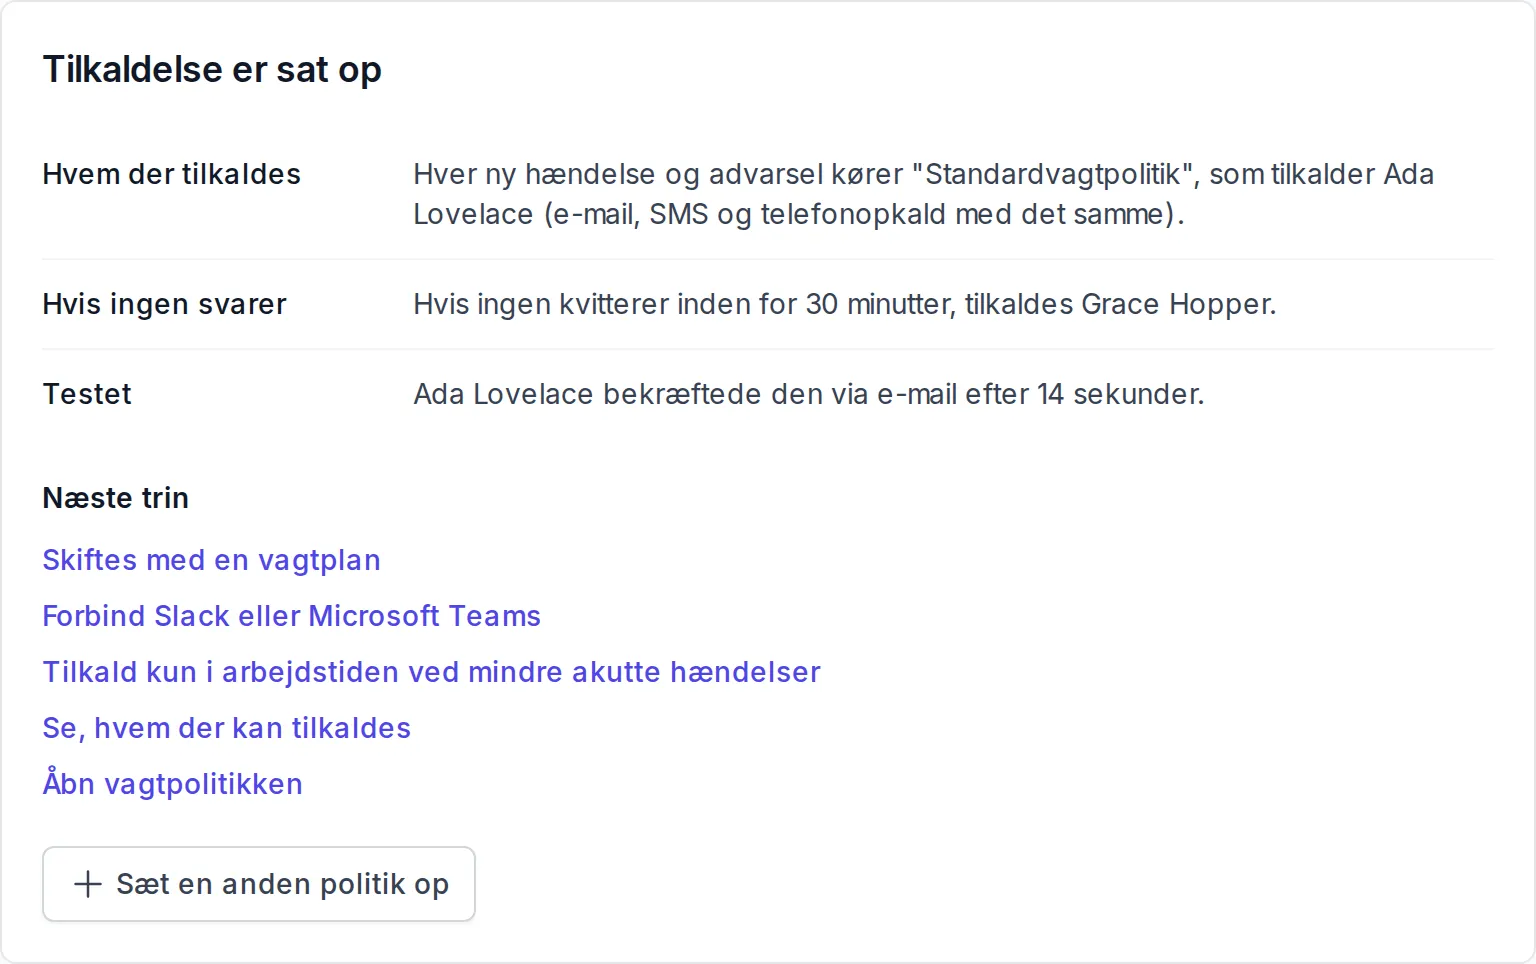 Tilkaldelse er sat op
Hvem der tilkaldes
Hver ny hændelse og advarsel kører "Standardvagtpolitik", som tilkalder Ada
Lovelace (e-mail, SMS og telefonopkald med det samme).
Hvis ingen svarer
Hvis ingen kvitterer inden for 30 minutter, tilkaldes Grace Hopper.
Testet
Ada Lovelace bekræftede den via e-mail efter 14 sekunder.
Næste trin
Skiftes med en vagtplan
Forbind Slack eller Microsoft Teams
Tilkald kun i arbejdstiden ved mindre akutte hændelser
Se, hvem der kan tilkaldes
Åbn vagtpolitikken
Sæt en anden politik op